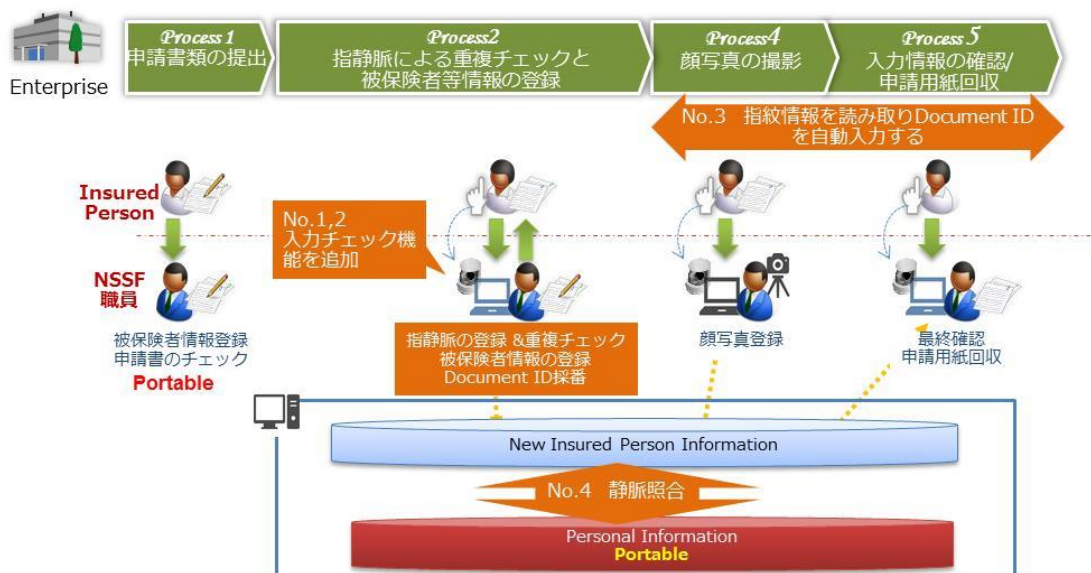 Enterprise
Process 1
申請書類の提出
Process2
指静脈による重複チェックと
被保険者等情報の登録
Process4
顔写真の撮影
Process 5
入力情報の確認/
申請用紙回収
No.3 指紋情報を読み取りDocument ID
を自動入力する
Insured
Person
No.1,2
入力チェック機
能を追加
NSSF
職員
被保険者情報登録
申請書のチェック
Portable
指静脈の登録 &重複チェック
被保険者情報の登録
Document ID採番
顔写真登録
最終確認
申請用紙回収
New Insured Person Information
No.4 静脈照合
Personal Information
Portable